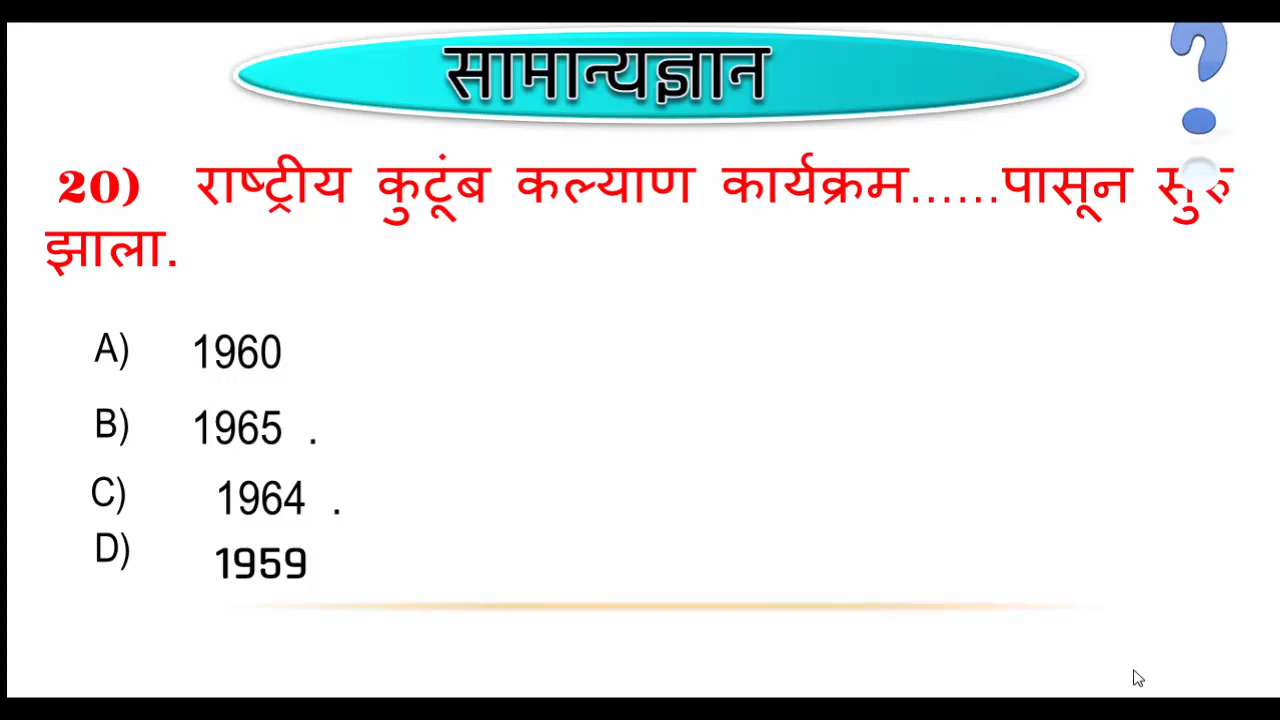 सामान्यज्ञान
20) राष्ट्रीय कुटूंब कल्याण कार्यक्रम......पासून सुरु
झाला.
A) 1960
B) 1965 .
C) 1964 .
D) 1959